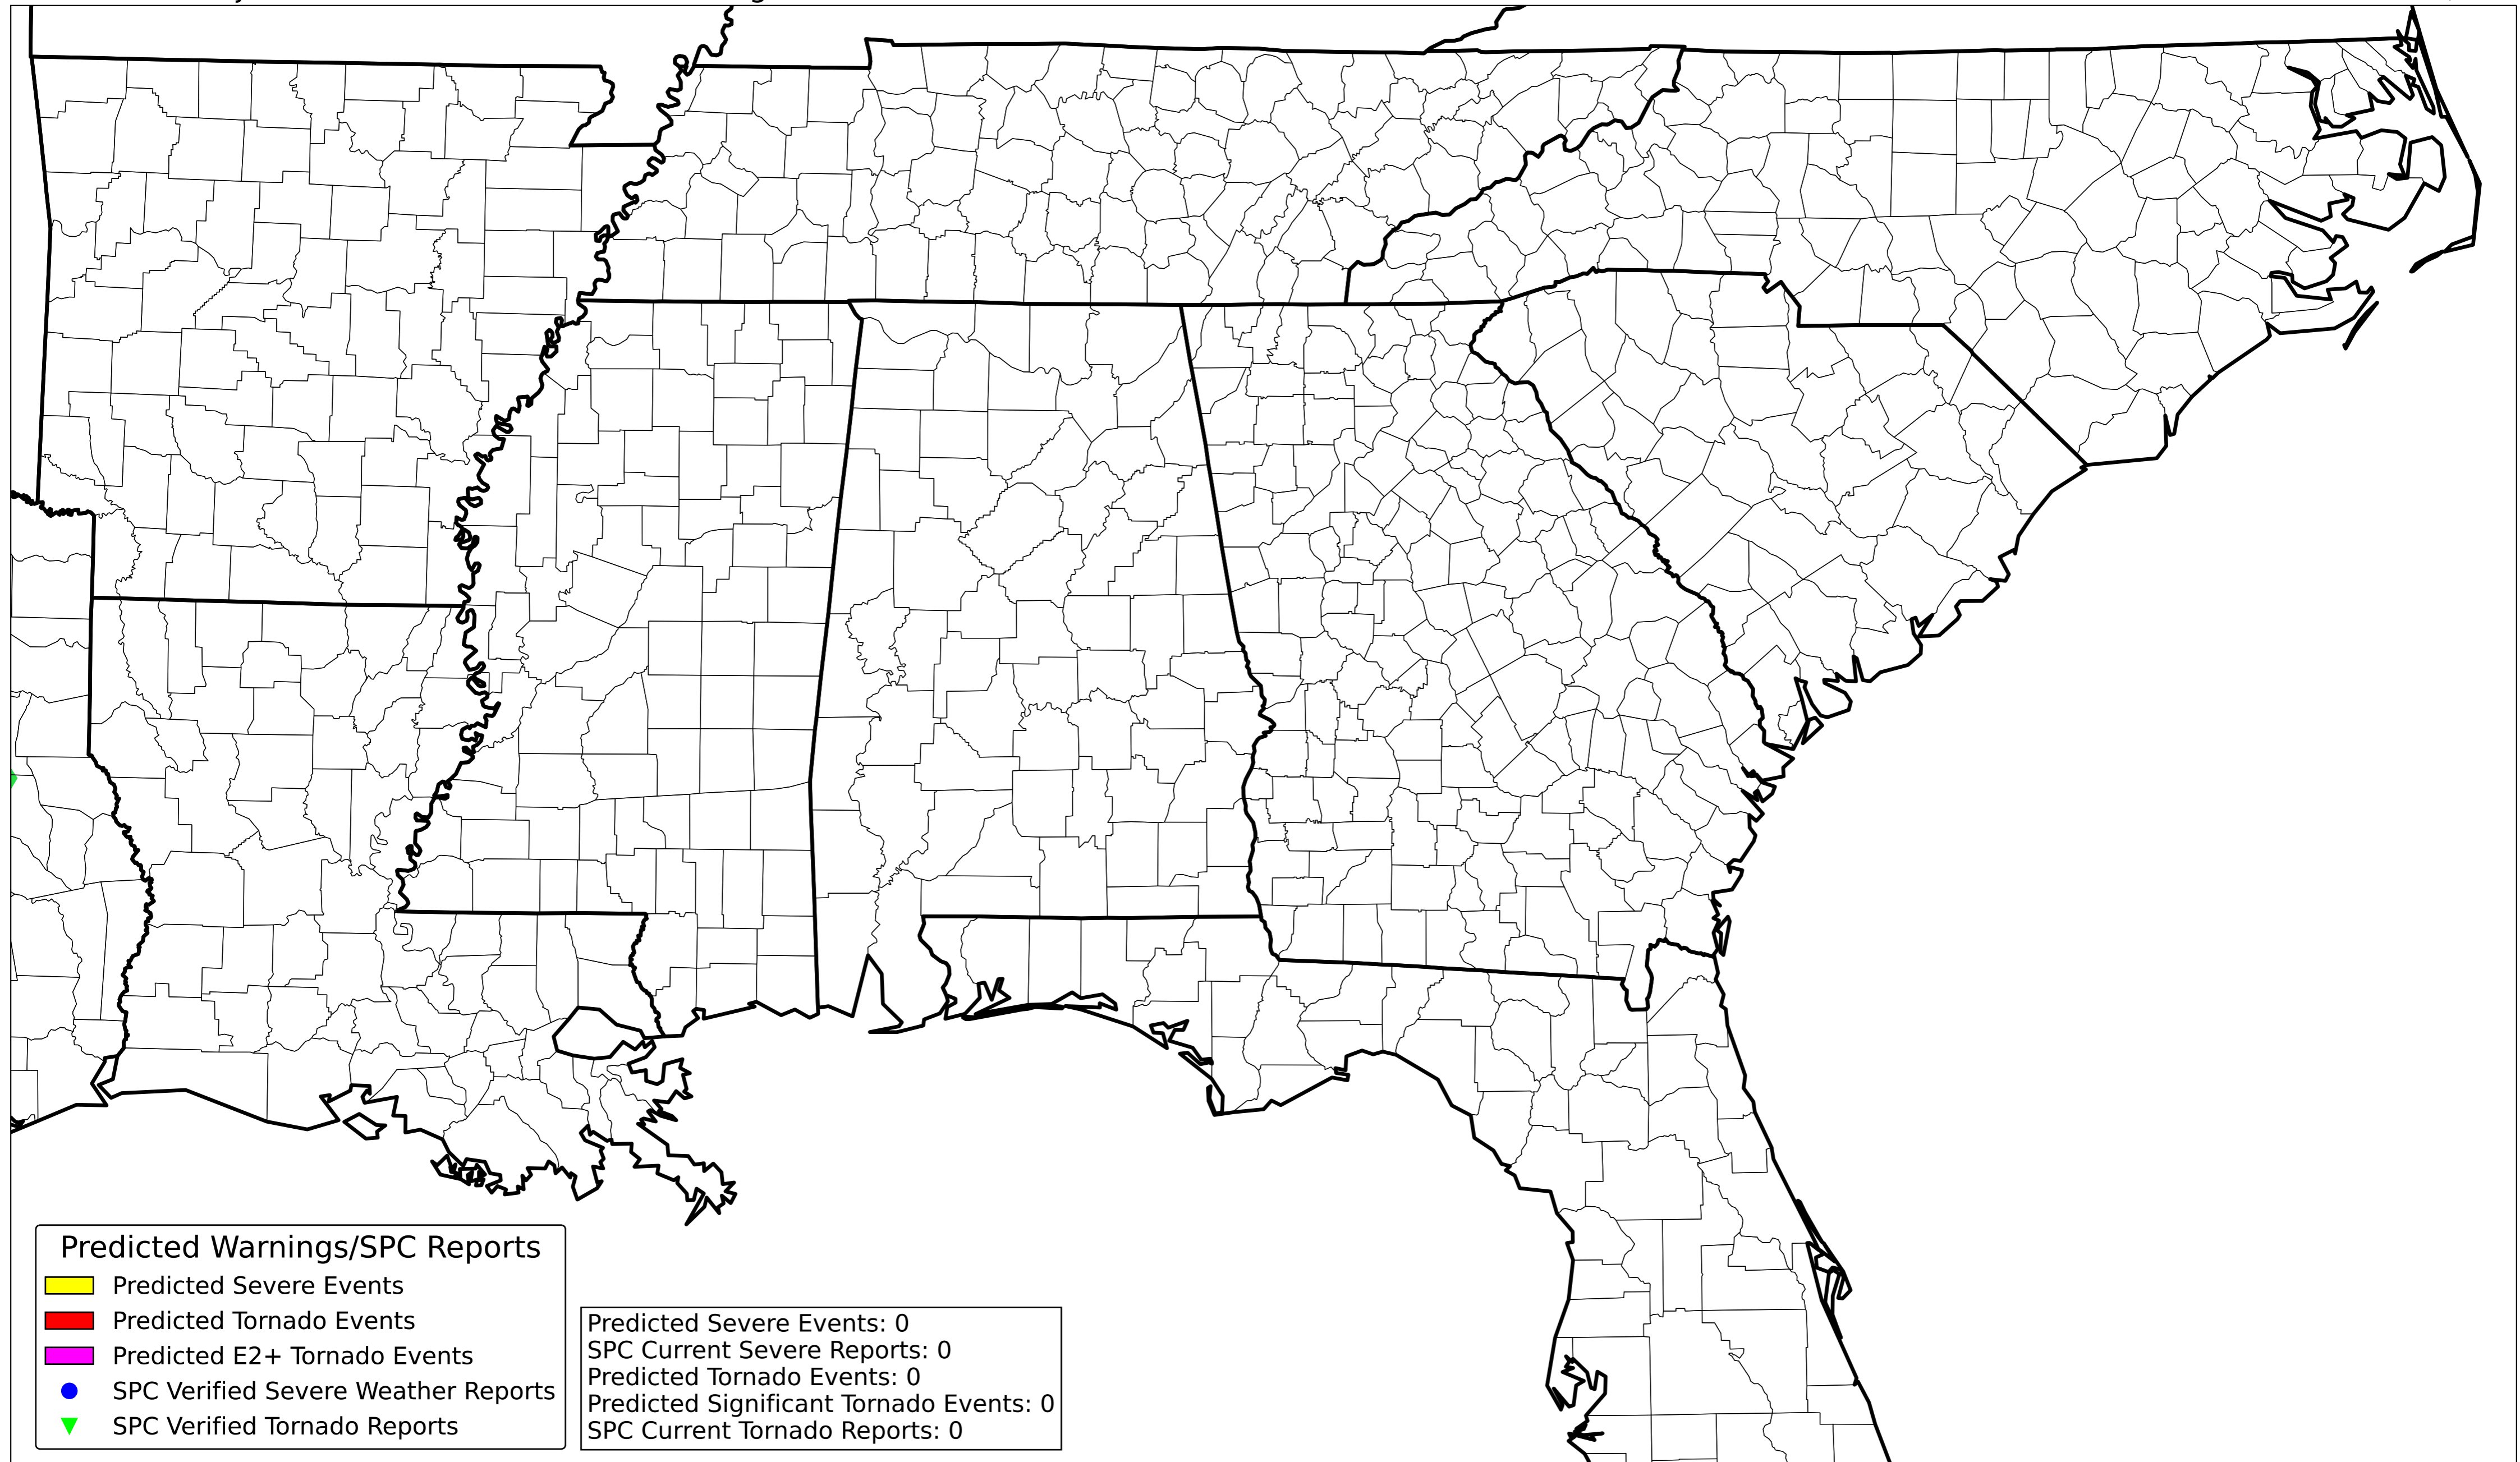 Predicted Warnings/SPC Reports
Predicted Severe Events
Predicted Tornado Events
Predicted E2+ Tornado Events
SPC Verified Severe Weather Reports
SPC Verified Tornado Reports
Predicted Severe Events: 0
SPC Current Severe Reports: 0
Predicted Tornado Events: 0
Predicted Significant Tornado Events: 0
SPC Current Tornado Reports: 0